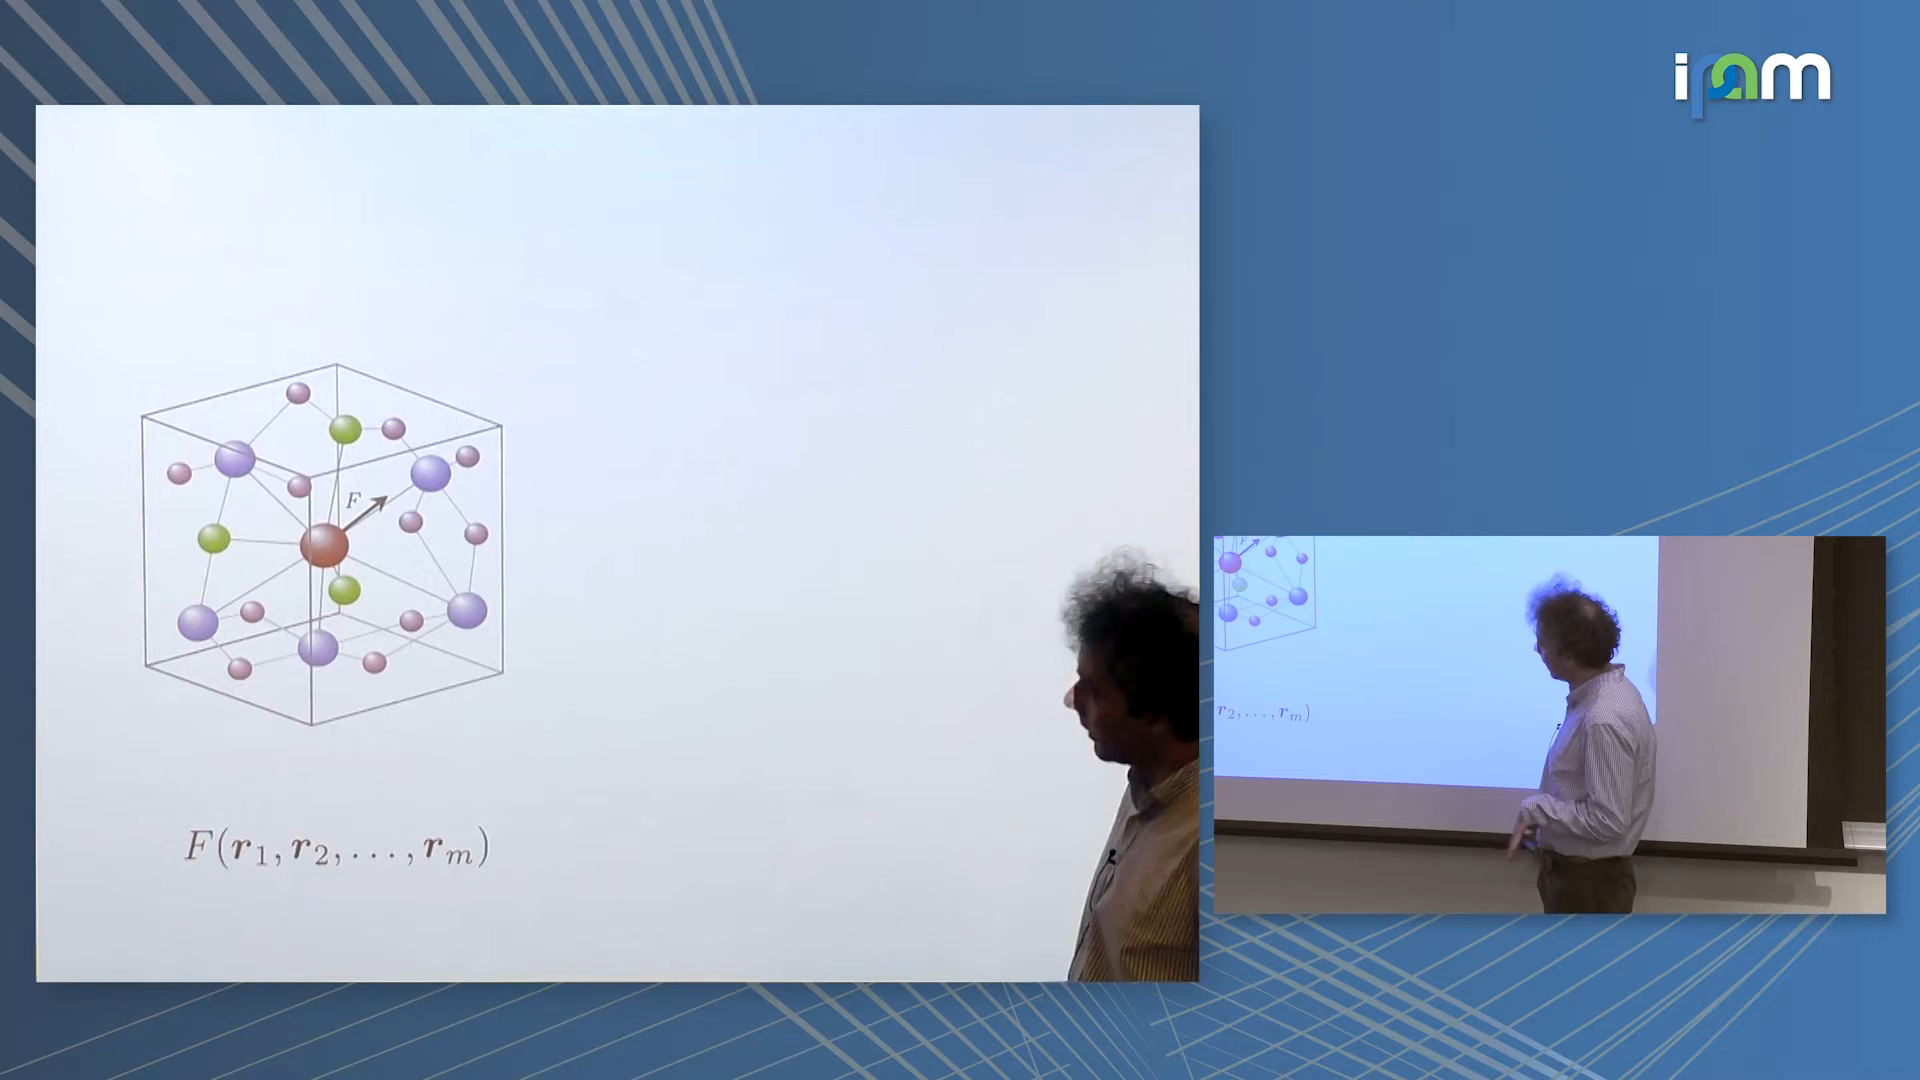 ipam
F
F(r₁, r₂, . . . , rₘ)
F
r₂, . . . , rₘ)